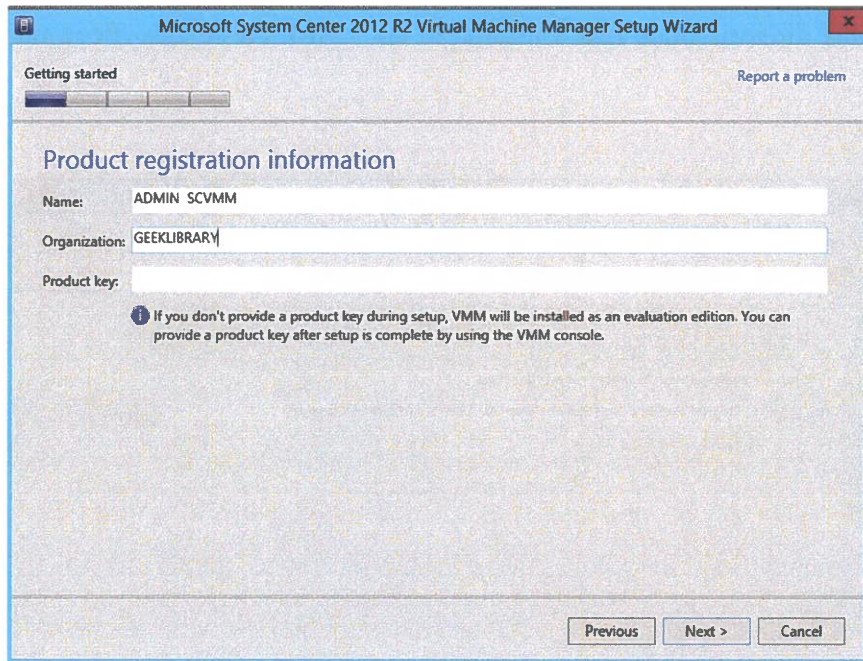 Microsoft System Center 2012 R2 Virtual Machine Manager Setup Wizard
x
Getting started
Report a problem
Product registration information
Name: ADMIN SCVMM
Organization: GEEKLIBRARY
Product key:
i If you don't provide a product key during setup, VMM will be installed as an evaluation edition. You can
provide a product key after setup is complete by using the VMM console.
Previous
Next >
Cancel